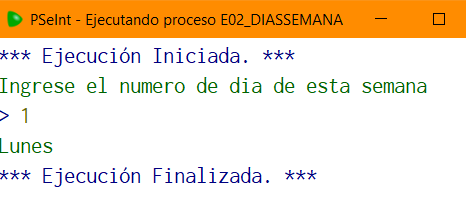 PSeInt - Ejecutando proceso E02_DIASSEMANA
*** Ejecución Iniciada. ***
Ingrese el numero de dia de esta semana
> 1
Lunes
*** Ejecución Finalizada. ***